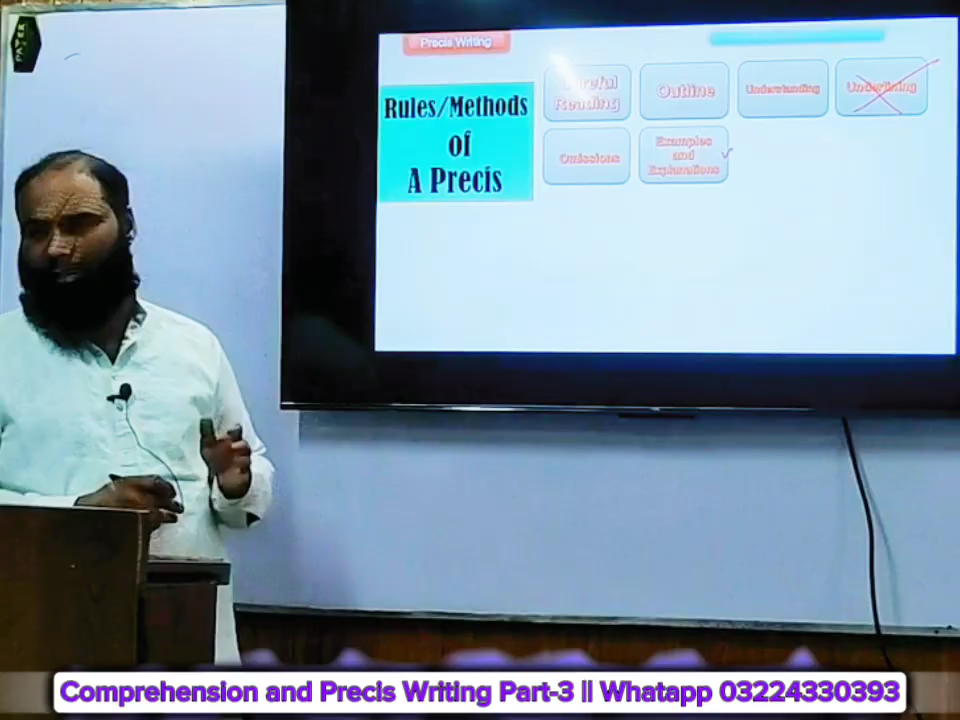 Precis Writing
Rules/Methods
of
A Precis
Careful
Reading
Outline
Understanding
Underlining
Omissions
Examples
and
Explanations
Comprehension and Precis Writing Part-3 || Whatapp 03224330393